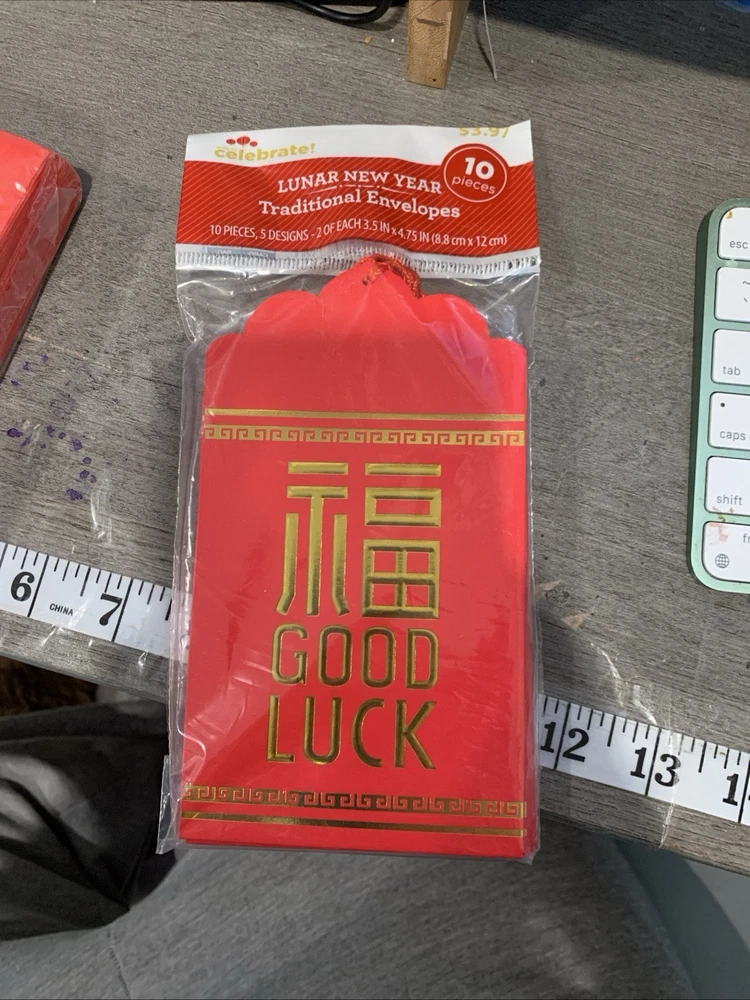 $3.97
celebrate!
10
pieces
LUNAR NEW YEAR
Traditional Envelopes
10 PIECES, 5 DESIGNS - 2 OF EACH 3.5 IN x 4.75 IN (8.8 cm x 12 cm)
福
GOOD
LUCK
6
CHINA
7
12
13
esc
tab
caps
shift